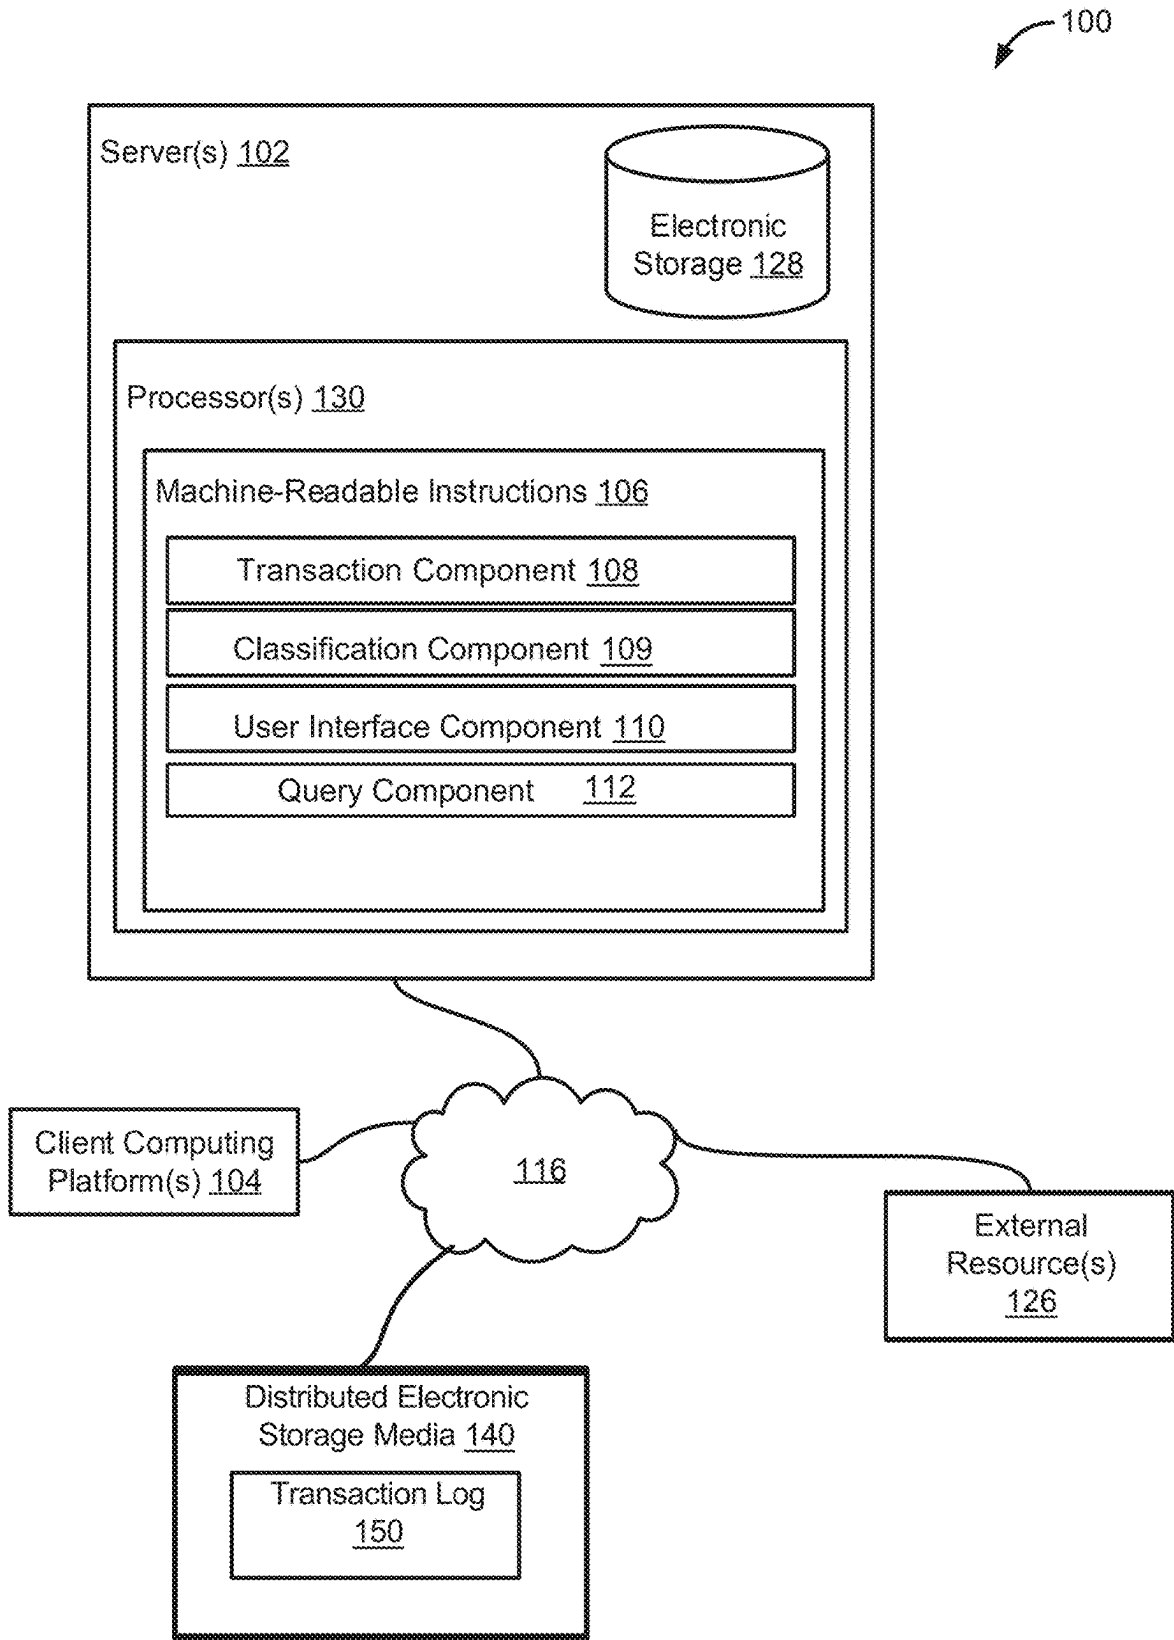 100
Server(s) 102
Electronic
Storage 128
Processor(s) 130
Machine-Readable Instructions 106
Transaction Component 108
Classification Component 109
User Interface Component 110
Query Component 112
Client Computing
Platform(s) 104
116
External
Resource(s)
126
Distributed Electronic
Storage Media 140
Transaction Log
150